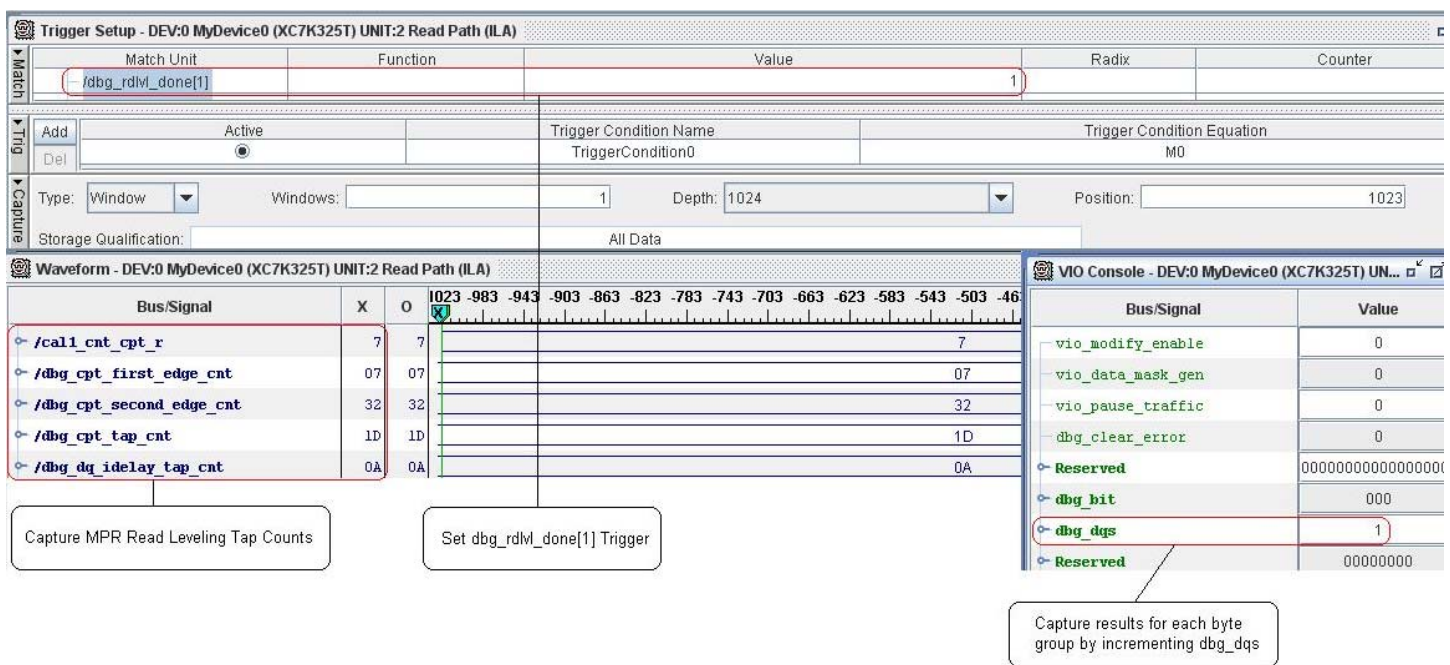 Trigger Setup - DEV:0 MyDevice0 (XC7K325T) UNIT:2 Read Path (ILA)
Match
Match Unit Function Value Radix Counter
/dbg_rdlvl_done[1] 1
Trig
Add Active Trigger Condition Name Trigger Condition Equation
Del TriggerCondition0 M0
Capture
Type: Window Windows: 1 Depth: 1024 Position: 1023
Storage Qualification: All Data
Waveform - DEV:0 MyDevice0 (XC7K325T) UNIT:2 Read Path (ILA)
Bus/Signal X O 1023 -983 -943 -903 -863 -823 -783 -743 -703 -663 -623 -583 -543 -503 -46
/cal1_cnt_cpt_r 7 7 7
/dbg_cpt_first_edge_cnt 07 07 07
/dbg_cpt_second_edge_cnt 32 32 32
/dbg_cpt_tap_cnt 1D 1D 1D
/dbg_dq_idelay_tap_cnt 0A 0A 0A
VIO Console - DEV:0 MyDevice0 (XC7K325T) UN...
Bus/Signal Value
vio_modify_enable 0
vio_data_mask_gen 0
vio_pause_traffic 0
dbg_clear_error 0
Reserved 00000000000000000
dbg_bit 000
dbg_dqs 1
Reserved 00000000
Capture MPR Read Leveling Tap Counts
Set dbg_rdlvl_done[1] Trigger
Capture results for each byte
group by incrementing dbg_dqs